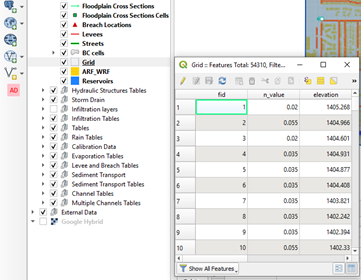 Floodplain Cross Sections
Floodplain Cross Sections Cells
Breach Locations
Levees
Streets
BC cells
Grid
ARF_WRF
Reservoirs
AD
Hydraulic Structures Tables
Storm Drain
Infiltration layers
Infiltration Tables
Tables
Rain Tables
Calibration Data
Evaporation Tables
Levee and Breach Tables
Sediment Transport
Sediment Transport Tables
Channel Tables
Multiple Channels Tables
External Data
Google Hybrid
Grid — Features Total: 54310, Filte...
fid n_value elevation
1 1 0.02 1405.268
2 2 0.055 1404.966
3 3 0.02 1404.601
4 4 0.035 1404.931
5 5 0.035 1404.877
6 6 0.035 1404.408
7 7 0.035 1403.821
8 8 0.035 1402.242
9 9 0.035 1402.394
10 10 0.055 1402.33
Show All Features